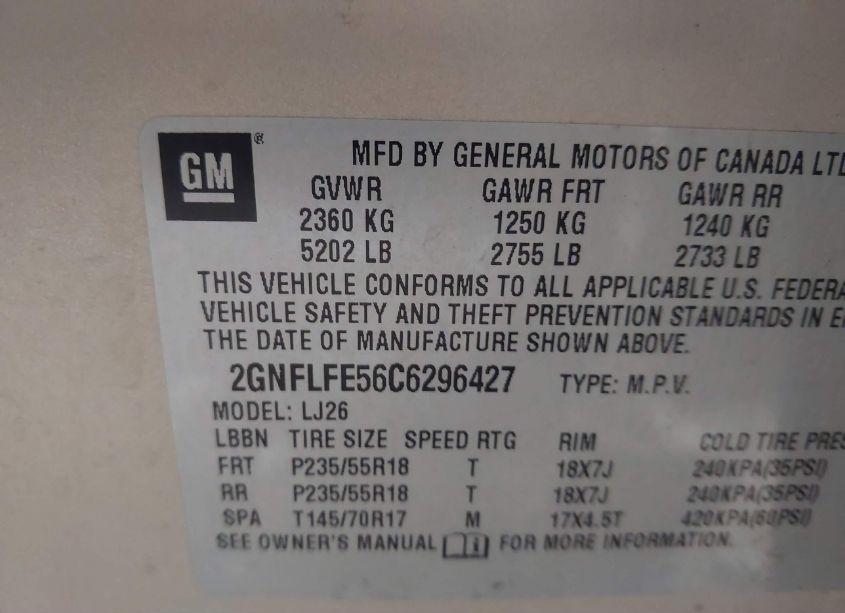 GM ® MFD BY GENERAL MOTORS OF CANADA LTD
GVWR GAWR FRT GAWR RR
2360 KG 1250 KG 1240 KG
5202 LB 2755 LB 2733 LB
THIS VEHICLE CONFORMS TO ALL APPLICABLE U.S. FEDERA
VEHICLE SAFETY AND THEFT PREVENTION STANDARDS IN E
THE DATE OF MANUFACTURE SHOWN ABOVE.
2GNFLFE56C6296427 TYPE: M.P.V.
MODEL: LJ26
LBBN TIRE SIZE SPEED RTG RIM COLD TIRE PRES
FRT P235/55R18 T 18X7J 240KPA(35PSI)
RR P235/55R18 T 18X7J 240KPA(35PSI)
SPA T145/70R17 M 17X4.5T 420KPA(60PSI)
SEE OWNER'S MANUAL FOR MORE INFORMATION.